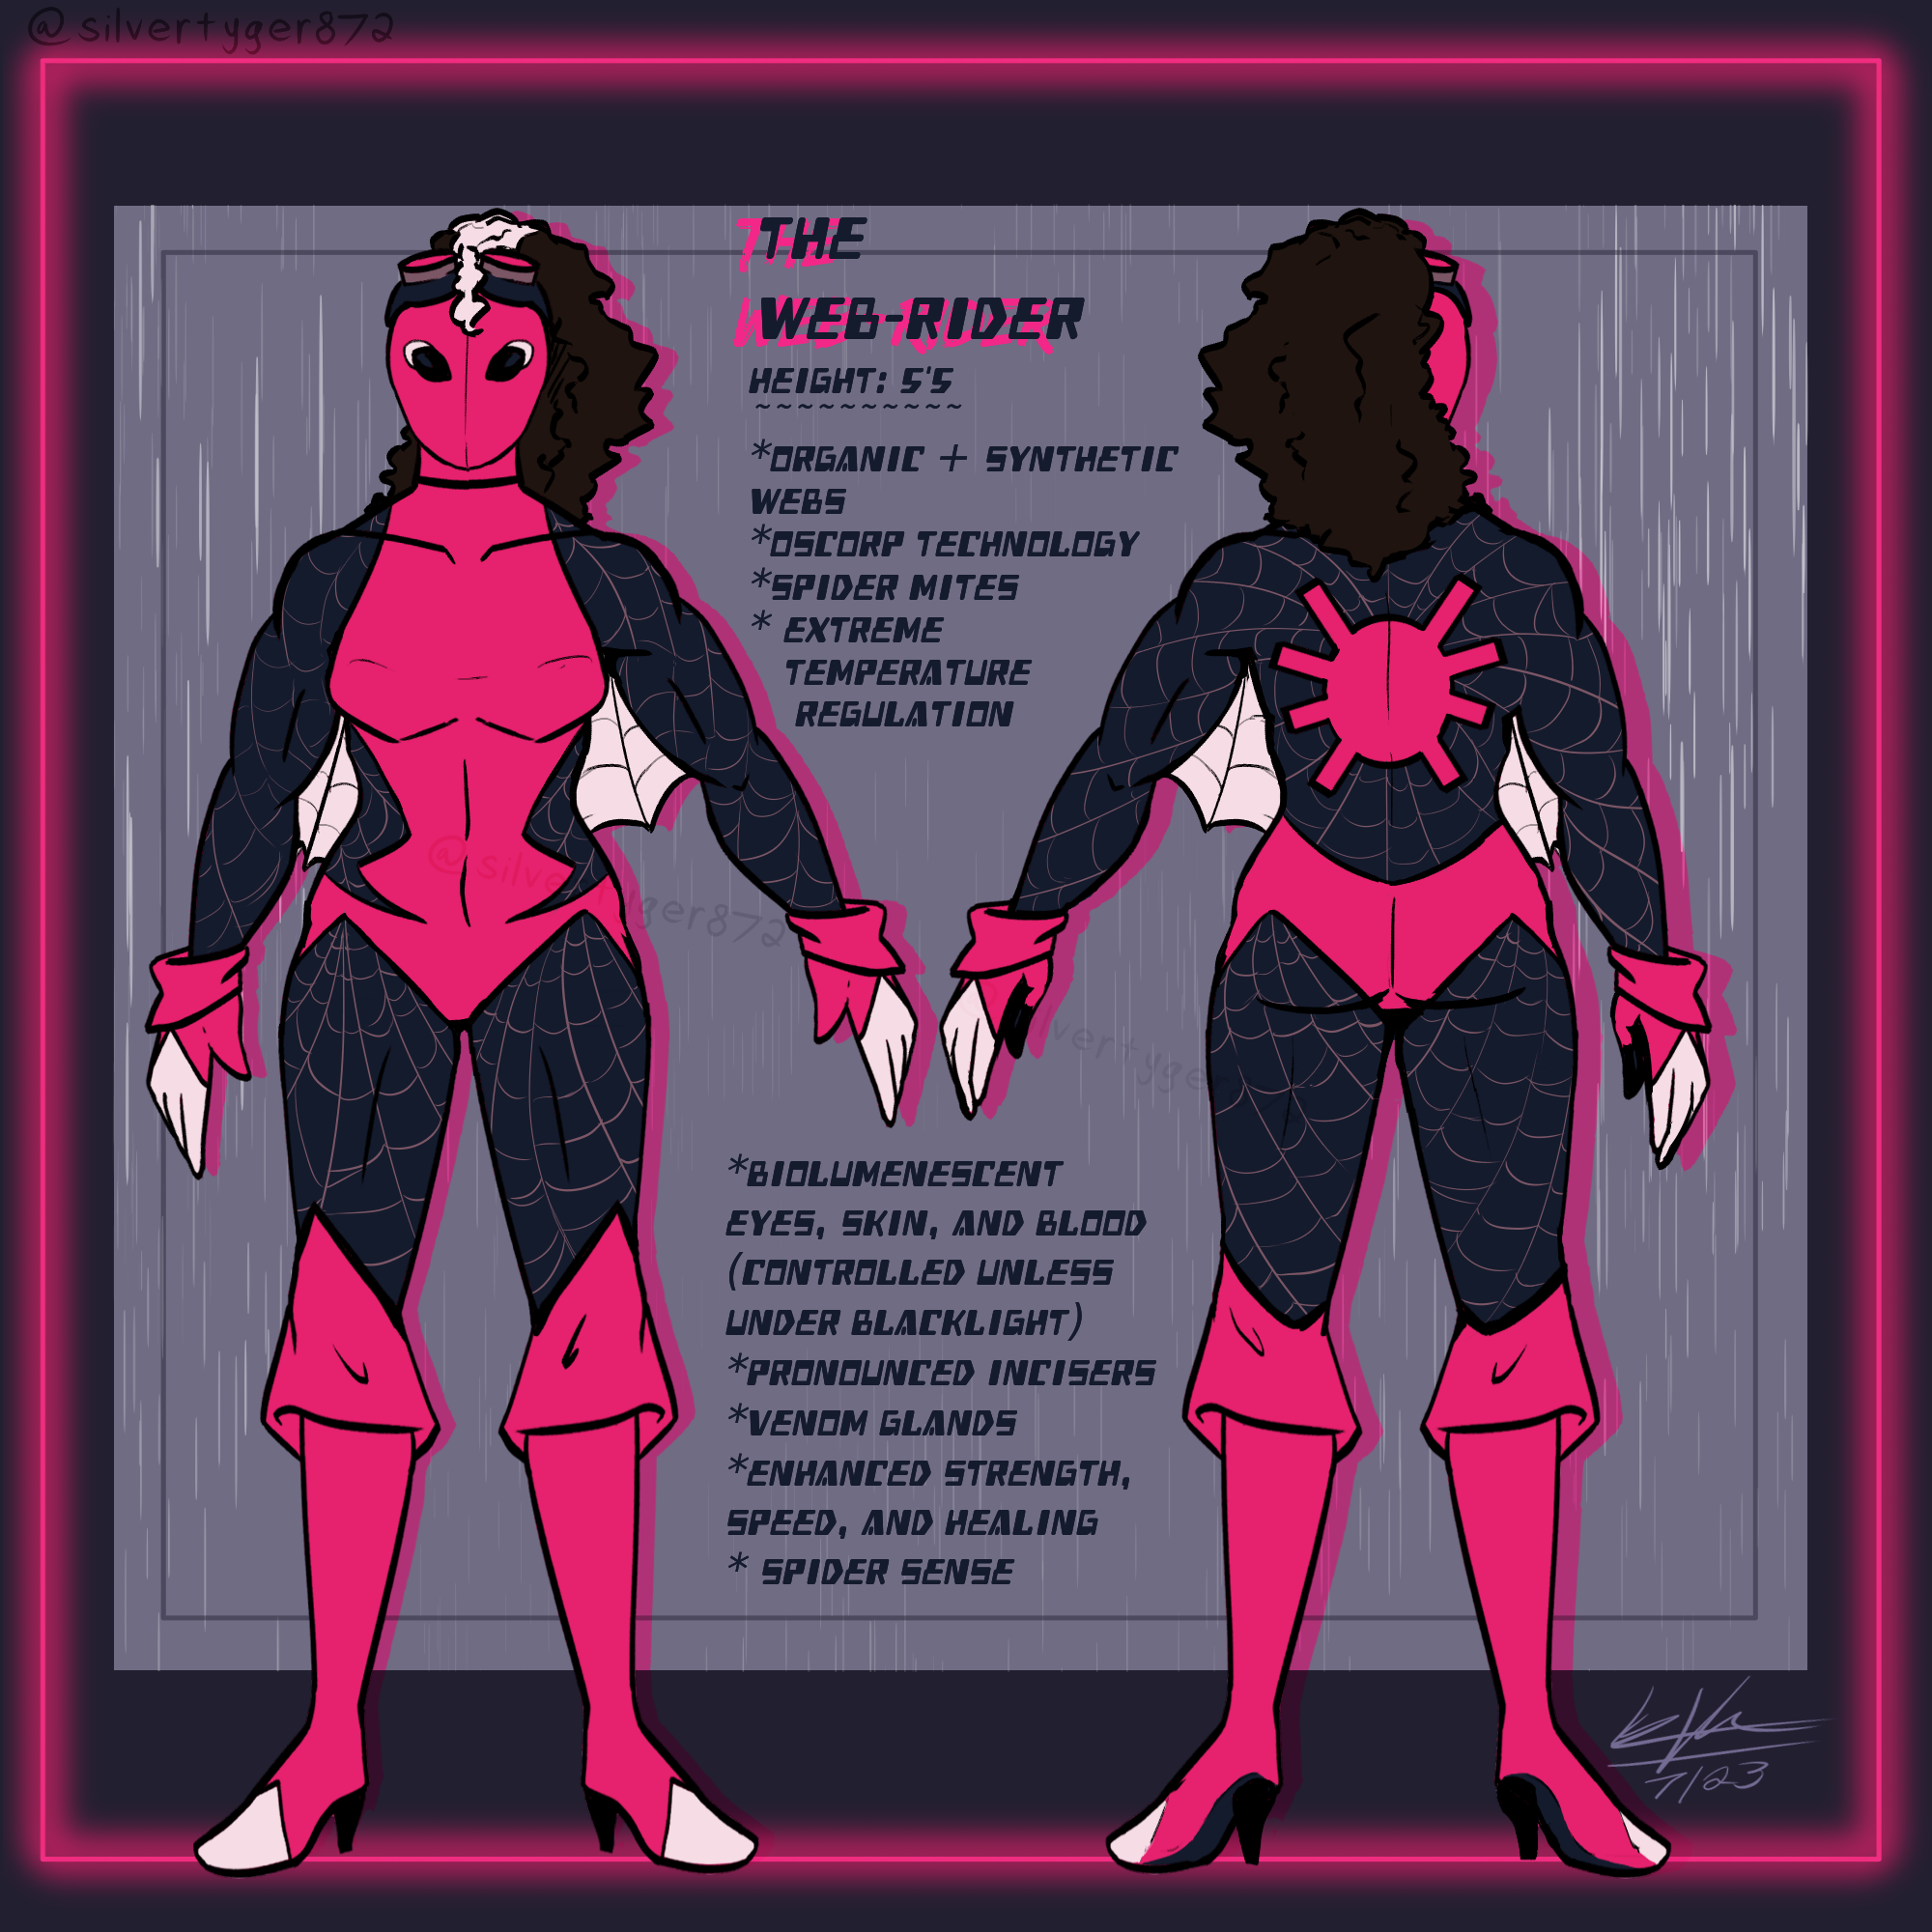 @silvertyger872
THE
WEB-RIDER
HEIGHT: 5'5
~~~~~~~~~~
*ORGANIC + SYNTHETIC
WEBS
*OSCORP TECHNOLOGY
*SPIDER MITES
* EXTREME
TEMPERATURE
REGULATION
@silvertyger872
*BIOLUMENESCENT
EYES, SKIN, AND BLOOD
(CONTROLLED UNLESS
UNDER BLACKLIGHT)
*PRONOUNCED INCISERS
*VENOM GLANDS
*ENHANCED STRENGTH,
SPEED, AND HEALING
* SPIDER SENSE
7/23